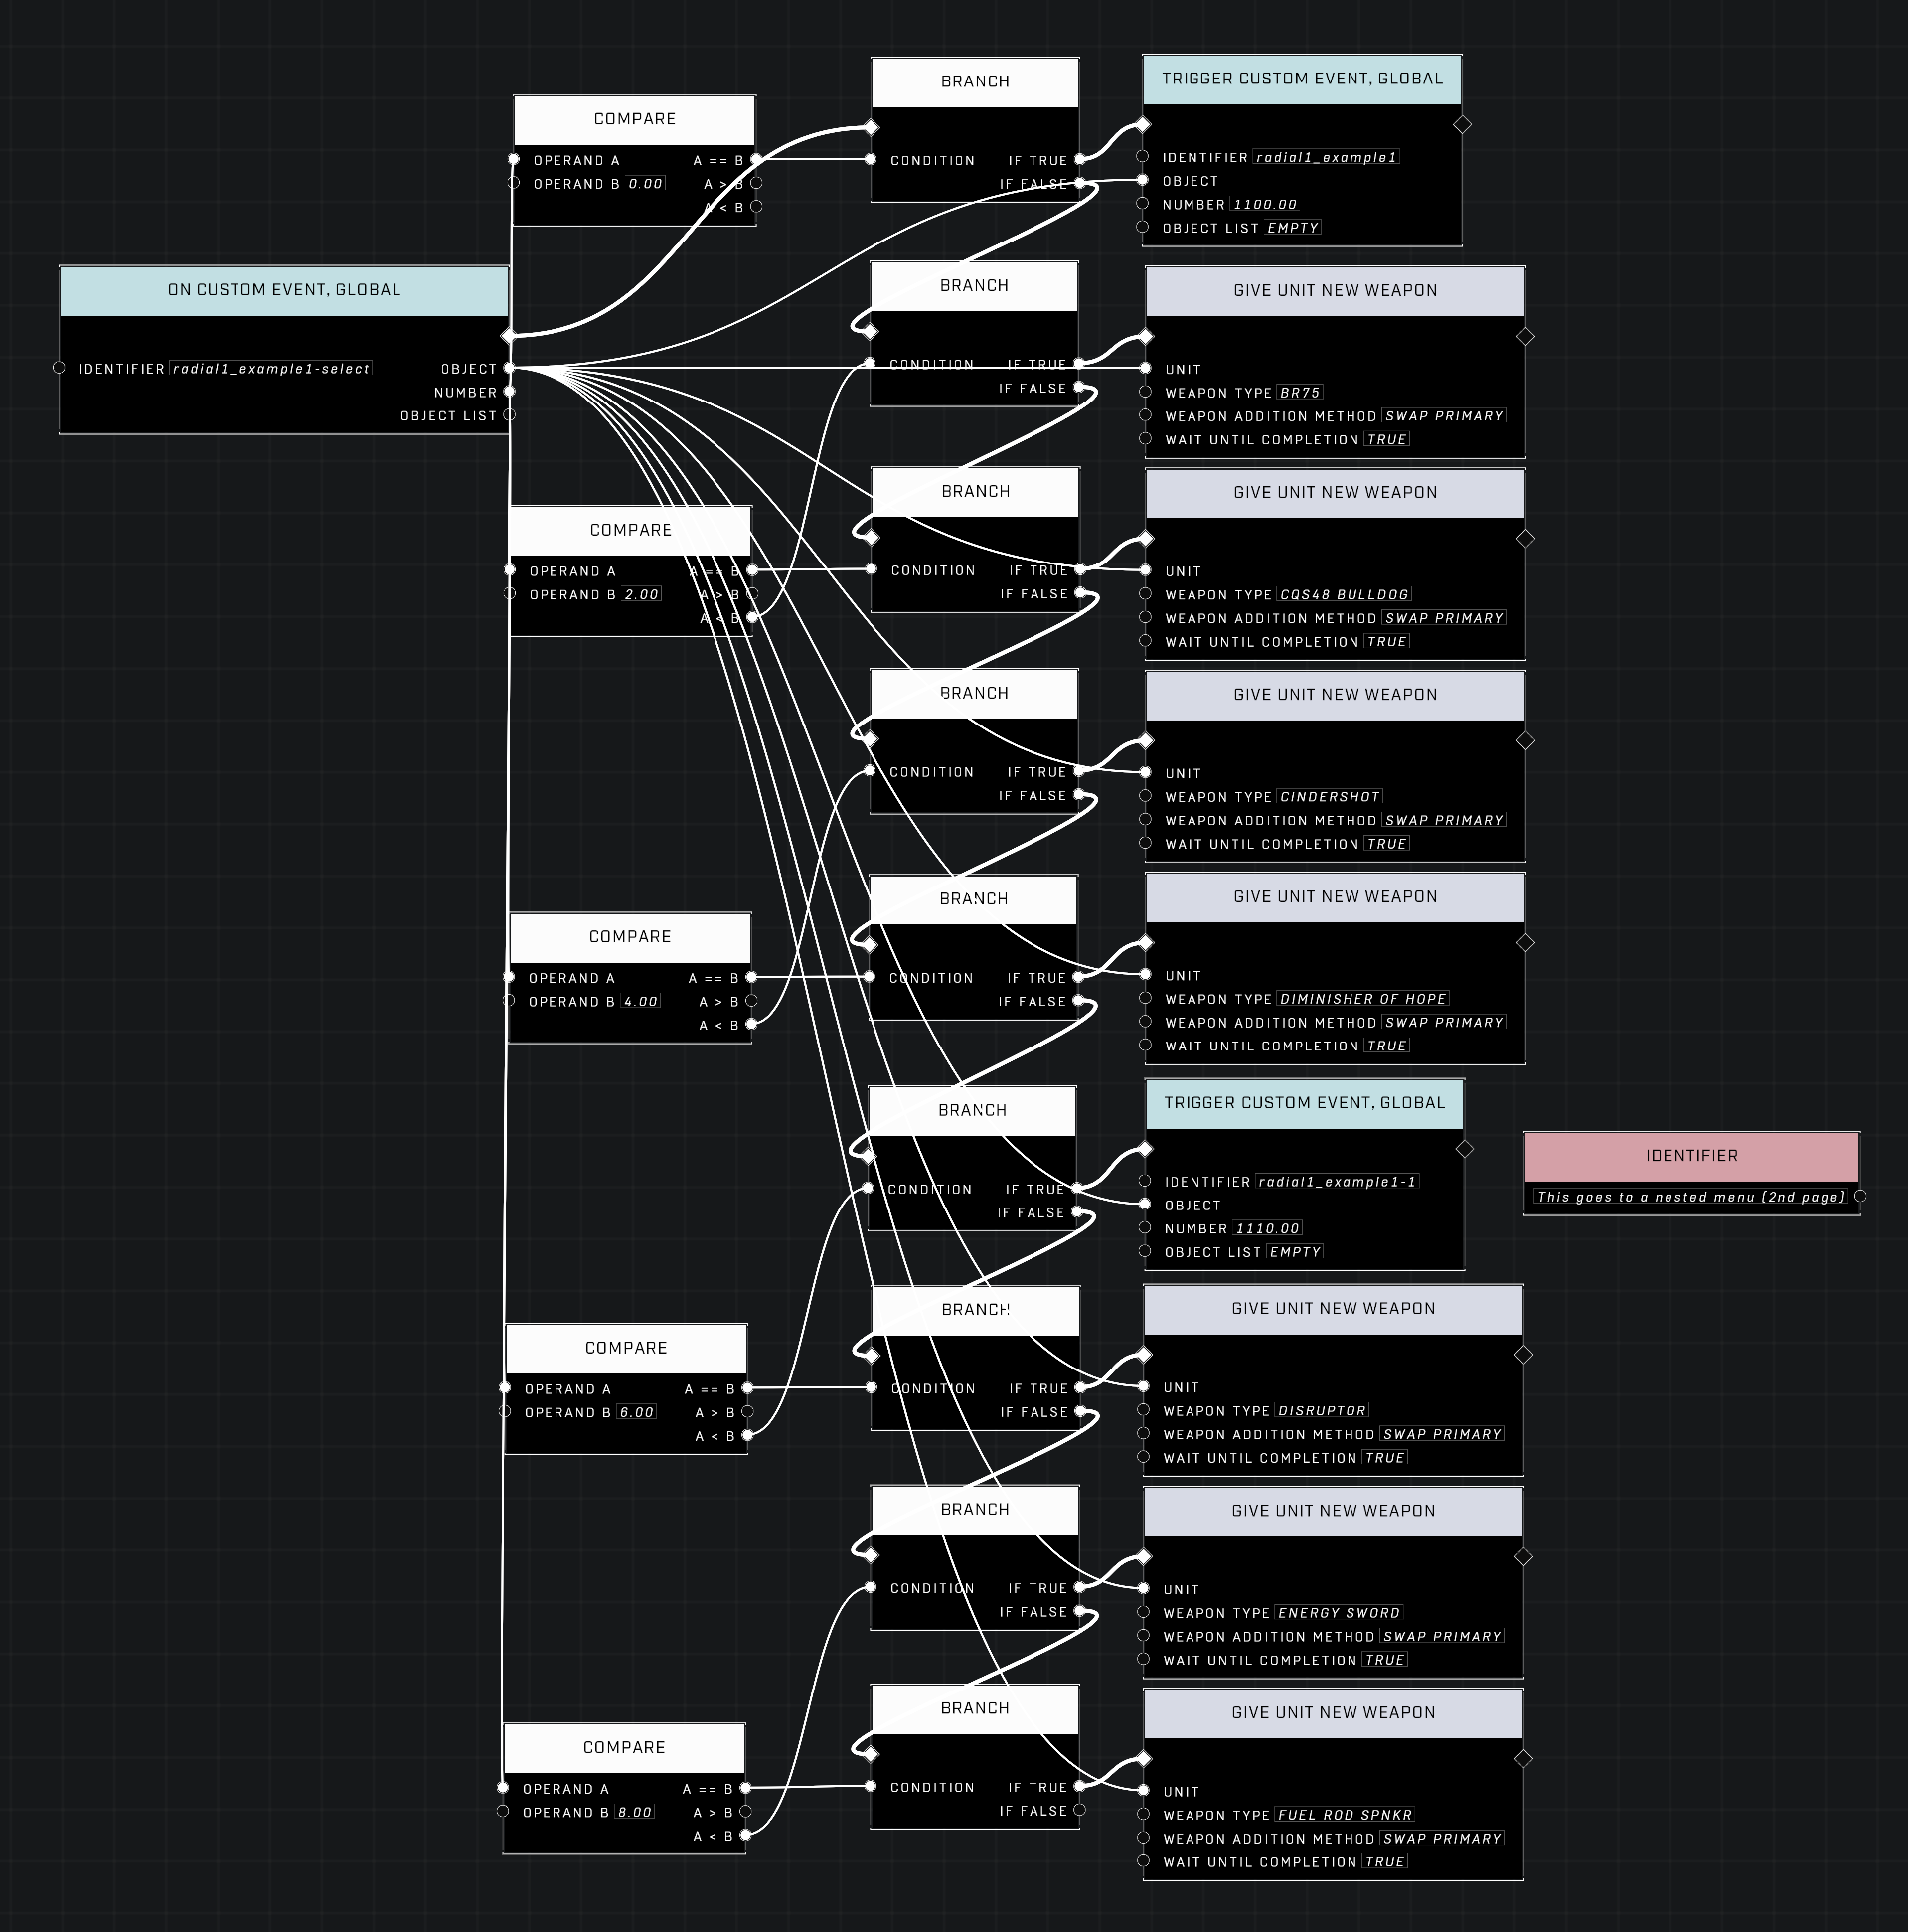 ON CUSTOM EVENT, GLOBAL
IDENTIFIER radial1_example1-select OBJECT
NUMBER
OBJECT LIST
COMPARE
OPERAND A A == B
OPERAND B 0.00 A > B
A < B
COMPARE
OPERAND A A == B
OPERAND B 2.00 A > B
A < B
COMPARE
OPERAND A A == B
OPERAND B 4.00 A > B
A < B
COMPARE
OPERAND A A == B
OPERAND B 6.00 A > B
A < B
COMPARE
OPERAND A A == B
OPERAND B 8.00 A > B
A < B
BRANCH
CONDITION IF TRUE
IF FALSE
BRANCH
CONDITION IF TRUE
IF FALSE
BRANCH
CONDITION IF TRUE
IF FALSE
BRANCH
CONDITION IF TRUE
IF FALSE
BRANCH
CONDITION IF TRUE
IF FALSE
BRANCH
CONDITION IF TRUE
IF FALSE
BRANCH
CONDITION IF TRUE
IF FALSE
BRANCH
CONDITION IF TRUE
IF FALSE
BRANCH
CONDITION IF TRUE
IF FALSE
TRIGGER CUSTOM EVENT, GLOBAL
IDENTIFIER radial1_example1
OBJECT
NUMBER 1100.00
OBJECT LIST EMPTY
GIVE UNIT NEW WEAPON
UNIT
WEAPON TYPE BR75
WEAPON ADDITION METHOD SWAP PRIMARY
WAIT UNTIL COMPLETION TRUE
GIVE UNIT NEW WEAPON
UNIT
WEAPON TYPE CQS48 BULLDOG
WEAPON ADDITION METHOD SWAP PRIMARY
WAIT UNTIL COMPLETION TRUE
GIVE UNIT NEW WEAPON
UNIT
WEAPON TYPE CINDERSHOT
WEAPON ADDITION METHOD SWAP PRIMARY
WAIT UNTIL COMPLETION TRUE
GIVE UNIT NEW WEAPON
UNIT
WEAPON TYPE DIMINISHER OF HOPE
WEAPON ADDITION METHOD SWAP PRIMARY
WAIT UNTIL COMPLETION TRUE
TRIGGER CUSTOM EVENT, GLOBAL
IDENTIFIER radial1_example1-1
OBJECT
NUMBER 1110.00
OBJECT LIST EMPTY
IDENTIFIER
This goes to a nested menu (2nd page)
GIVE UNIT NEW WEAPON
UNIT
WEAPON TYPE DISRUPTOR
WEAPON ADDITION METHOD SWAP PRIMARY
WAIT UNTIL COMPLETION TRUE
GIVE UNIT NEW WEAPON
UNIT
WEAPON TYPE ENERGY SWORD
WEAPON ADDITION METHOD SWAP PRIMARY
WAIT UNTIL COMPLETION TRUE
GIVE UNIT NEW WEAPON
UNIT
WEAPON TYPE FUEL ROD SPNKR
WEAPON ADDITION METHOD SWAP PRIMARY
WAIT UNTIL COMPLETION TRUE